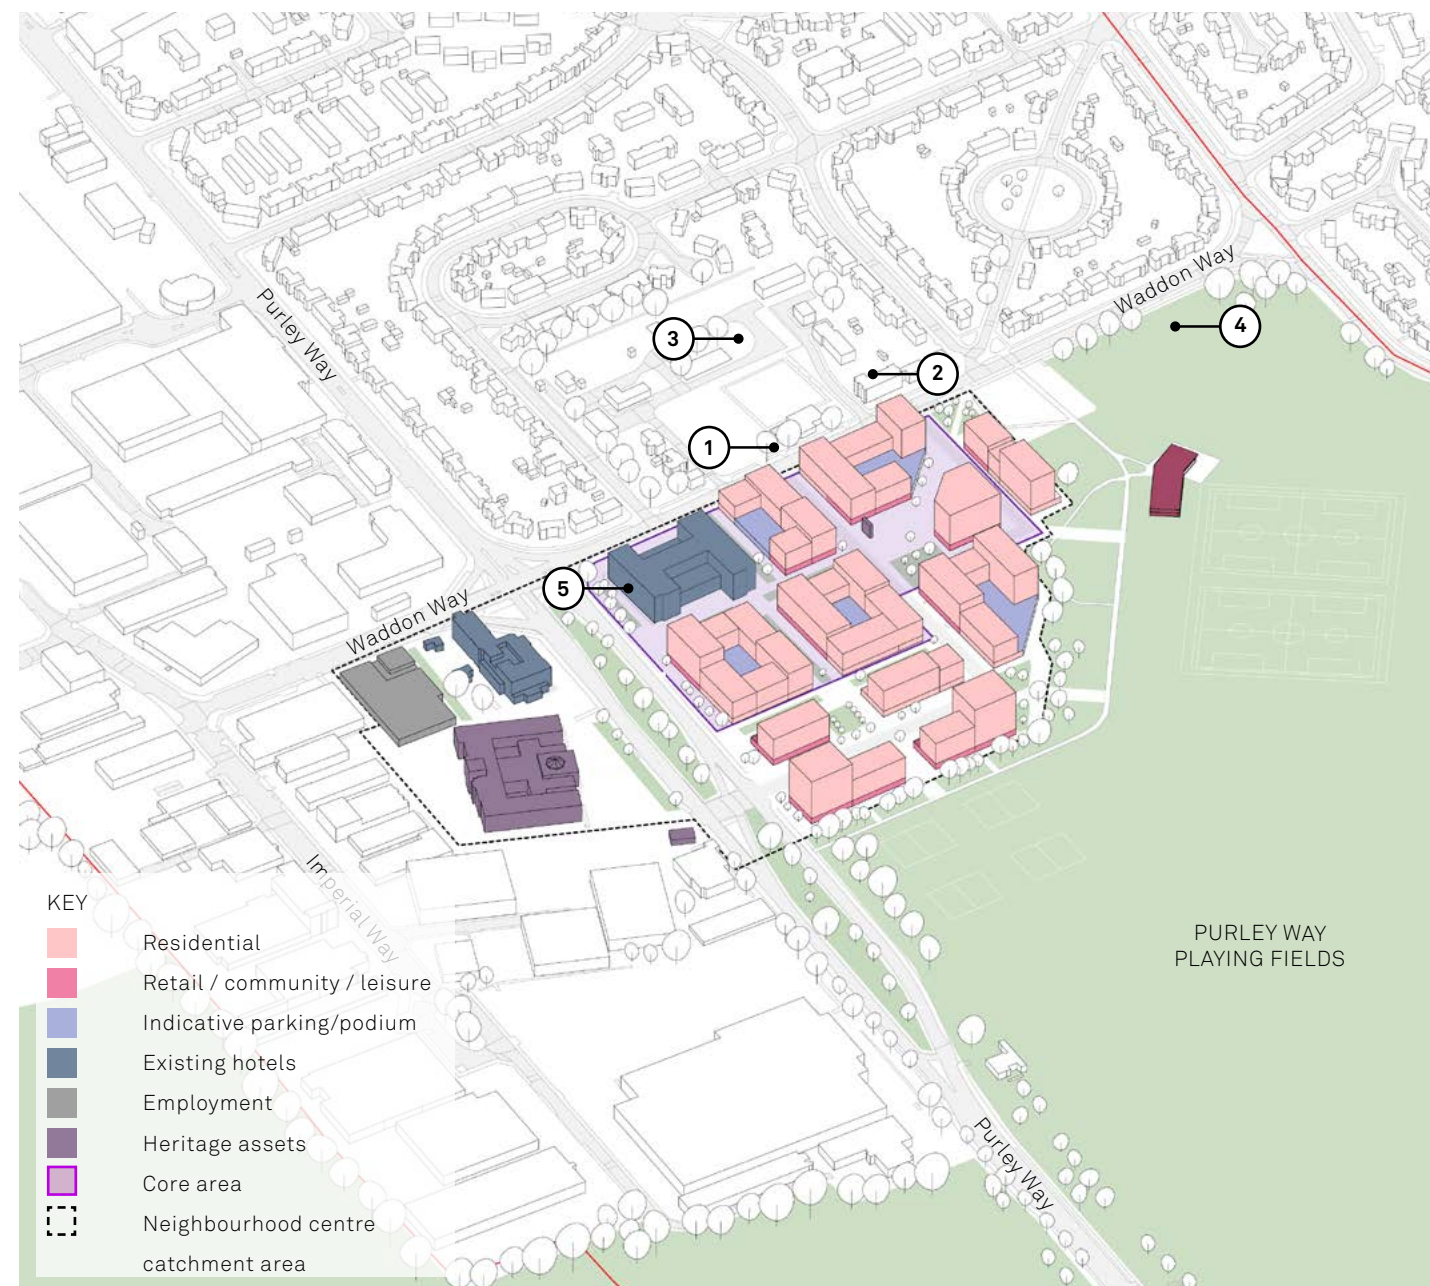 Waddon Way
Purley Way
4
3
2
1
5
Waddon Way
Imperial Way
KEY
Residential
Retail / community / leisure
Indicative parking/podium
Existing hotels
Employment
Heritage assets
Core area
Neighbourhood centre
catchment area
PURLEY WAY
PLAYING FIELDS
Purley Way